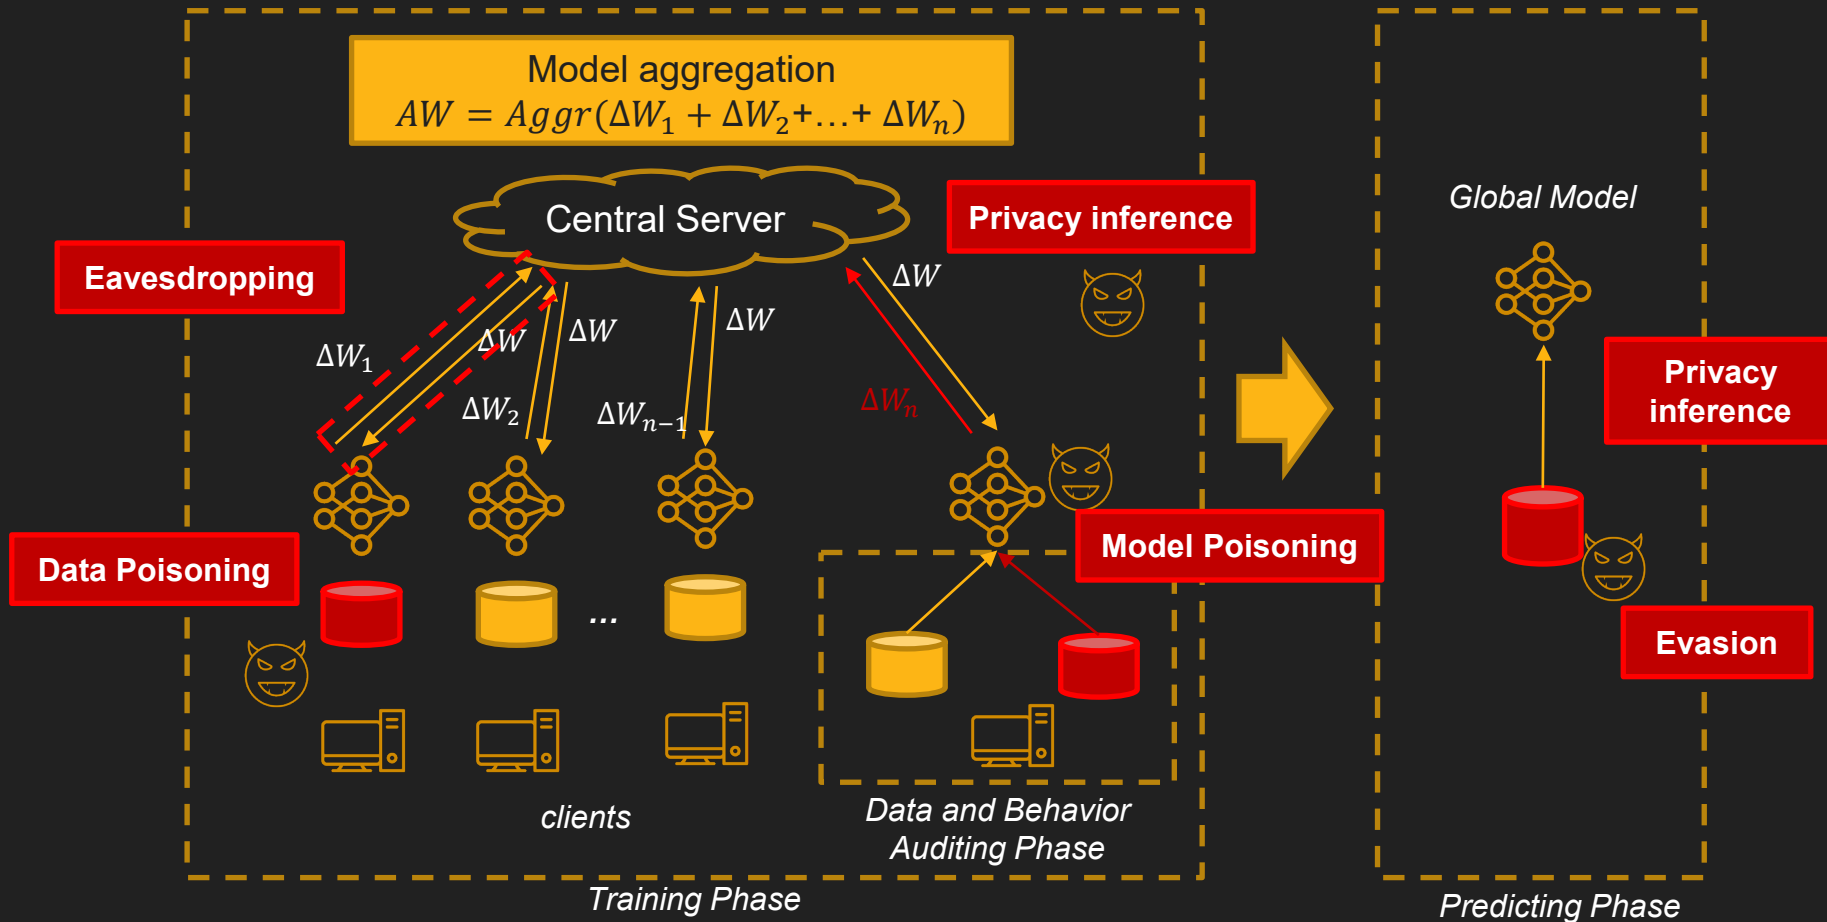 Model aggregation
𝐴𝑊 = 𝐴𝑔𝑔𝑟(Δ𝑊₁ + Δ𝑊₂+…+ Δ𝑊ₙ)
Central Server
Privacy inference
Global Model
Eavesdropping
Δ𝑊
Δ𝑊₁
Δ𝑊
Δ𝑊
Δ𝑊
Δ𝑊₂
Δ𝑊ₙ₋₁
Δ𝑊ₙ
Privacy
inference
Data Poisoning
Model Poisoning
...
Evasion
clients
Data and Behavior
Auditing Phase
Training Phase
Predicting Phase